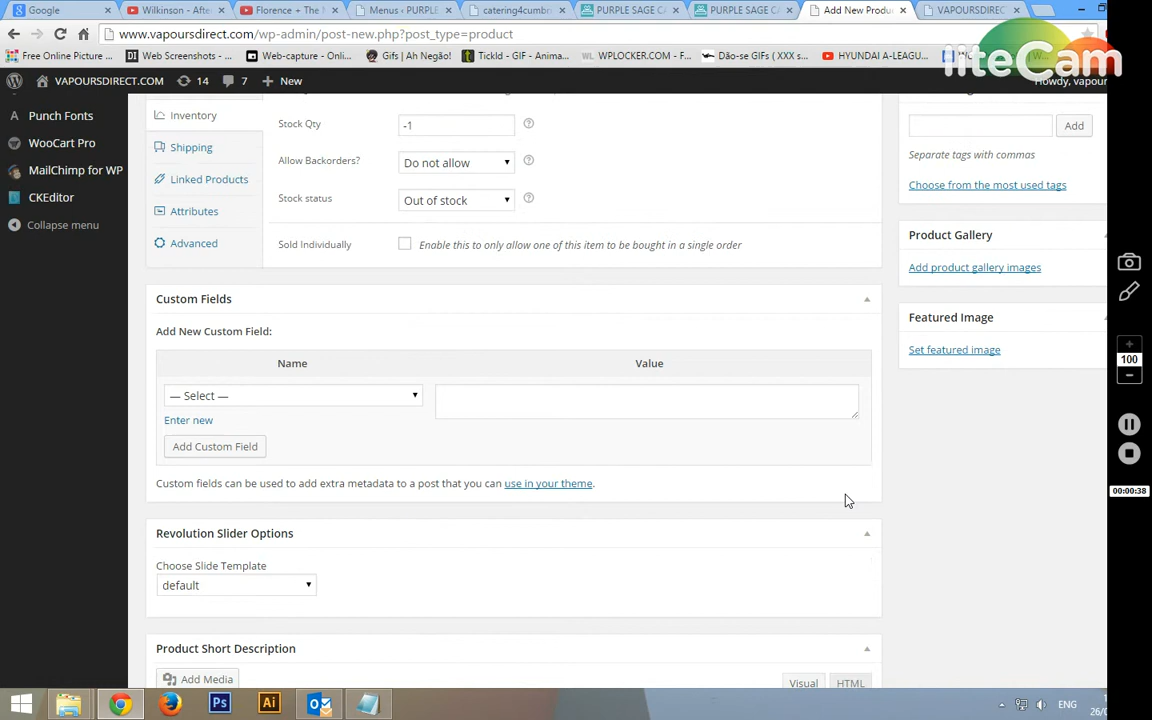 Google
Wilkinson - Afte
Florence + The
Menus ‹ PURPLE
catering4cumbo
PURPLE SAGE CA
PURPLE SAGE CA
Add New Produ
VAPOURSDIREC
www.vapoursdirect.com/wp-admin/post-new.php?post_type=product
Free Online Picture ...
Web Screenshots - ...
Web-capture - Onli...
Gifs | Ah Negão!
TickId - GIF - Anima...
WPLOCKER.COM - ...
Dão-se GIFs ( XXX s
HYUNDAI A-LEAGU...
liteCam
VAPOURSDIRECT.COM
14
7
New
Howdy, vapour
Punch Fonts
WooCart Pro
MailChimp for WP
CKEditor
Collapse menu
Inventory
Shipping
Linked Products
Attributes
Advanced
Stock Qty
-1
Allow Backorders?
Do not allow
Stock status
Out of stock
Sold Individually
Enable this to only allow one of this item to be bought in a single order
Add
Separate tags with commas
Choose from the most used tags
Product Gallery
Add product gallery images
Featured Image
Set featured image
Custom Fields
Add New Custom Field:
Name
Value
— Select —
Enter new
Add Custom Field
Custom fields can be used to add extra metadata to a post that you can use in your theme.
Revolution Slider Options
Choose Slide Template
default
Product Short Description
Add Media
Visual
HTML
100
00:00:38
Ps
Ai
ENG
26/0